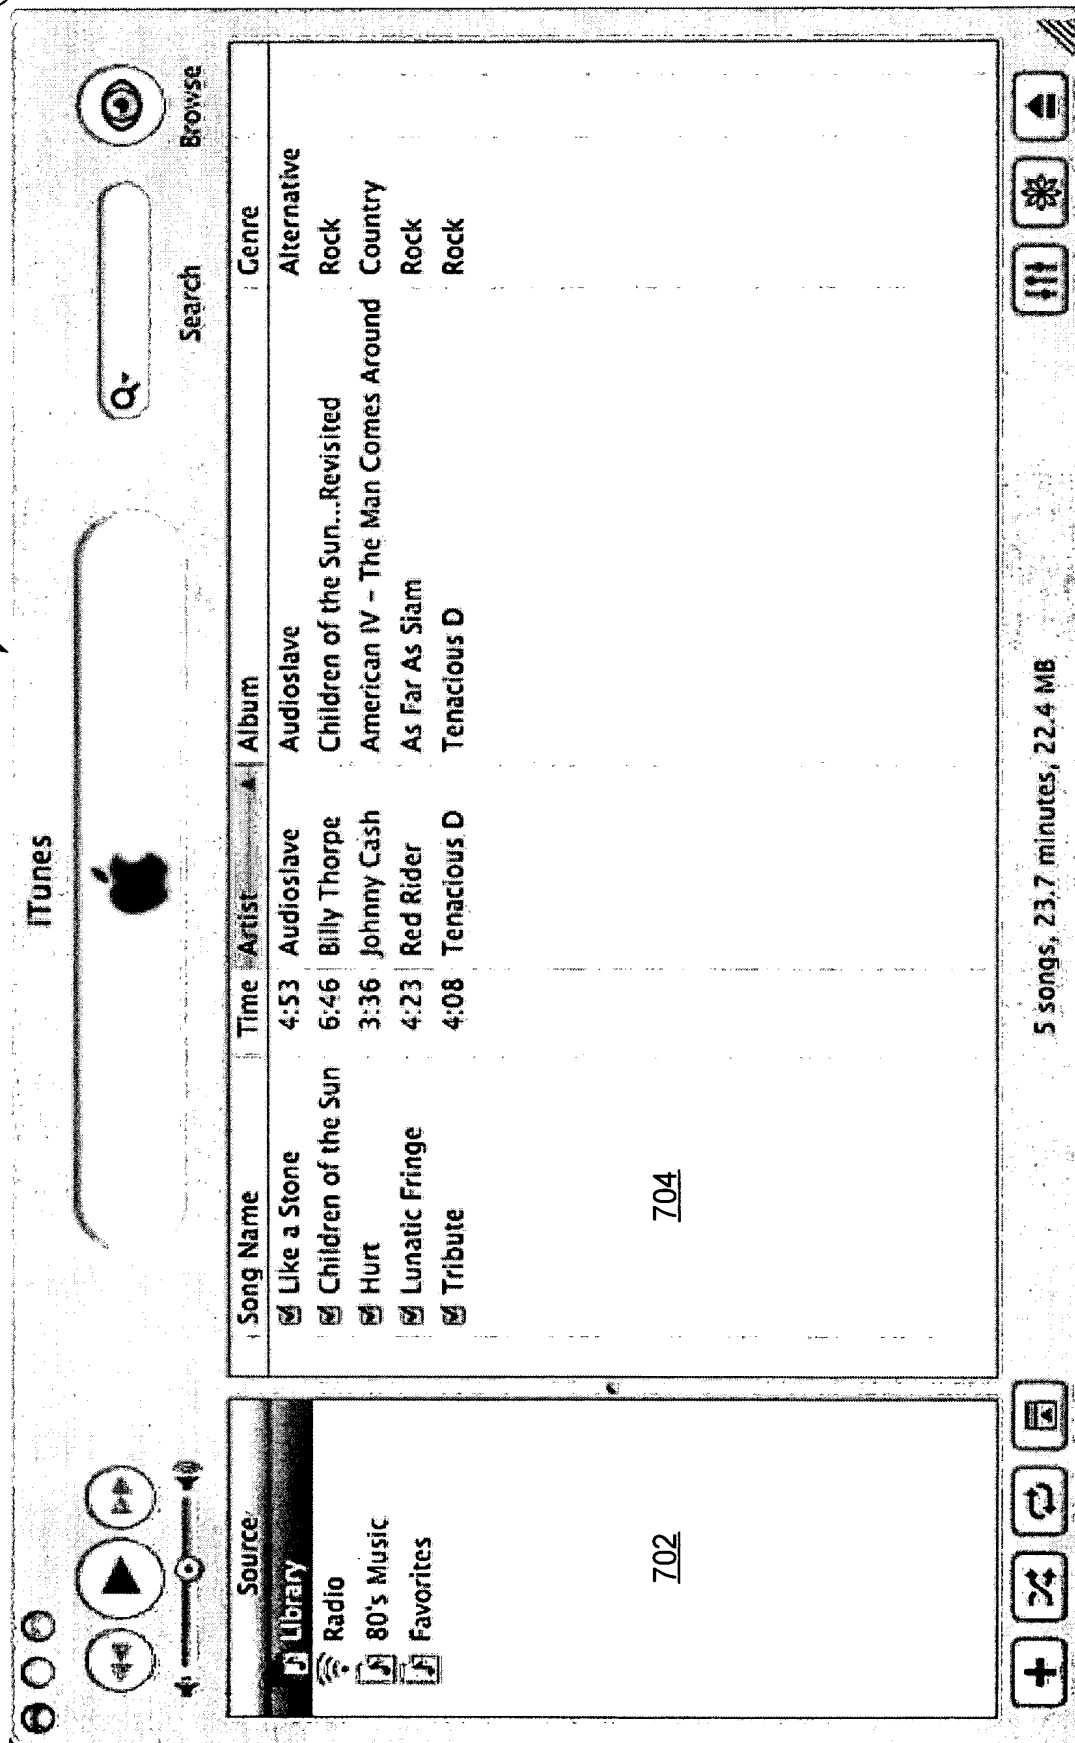 iTunes
Search
Browse
Source
Library
Radio
80's Music
Favorites
702
Song Name Time Artist Album Genre
Like a Stone 4:53 Audioslave Audioslave Alternative
Children of the Sun 6:46 Billy Thorpe Children of the Sun...Revisited Rock
Hurt 3:36 Johnny Cash American IV – The Man Comes Around Country
Lunatic Fringe 4:23 Red Rider As Far As Siam Rock
Tribute 4:08 Tenacious D Tenacious D Rock
704
5 songs, 23.7 minutes, 22.4 MB